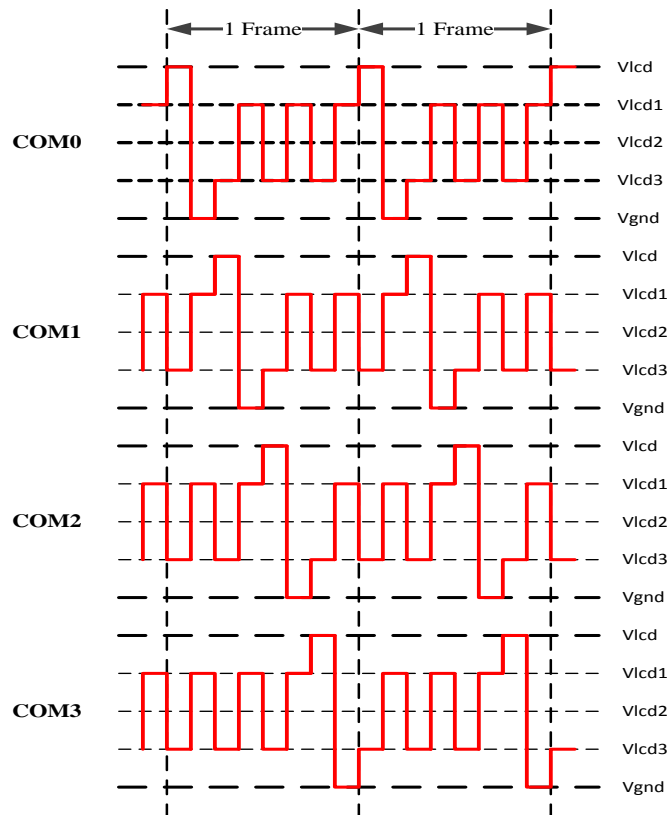 1 Frame 1 Frame
Vlcd
Vlcd1
COM0 Vlcd2
Vlcd3
Vgnd
Vlcd
Vlcd1
COM1 Vlcd2
Vlcd3
Vgnd
Vlcd
Vlcd1
COM2 Vlcd2
Vlcd3
Vgnd
Vlcd
Vlcd1
COM3 Vlcd2
Vlcd3
Vgnd